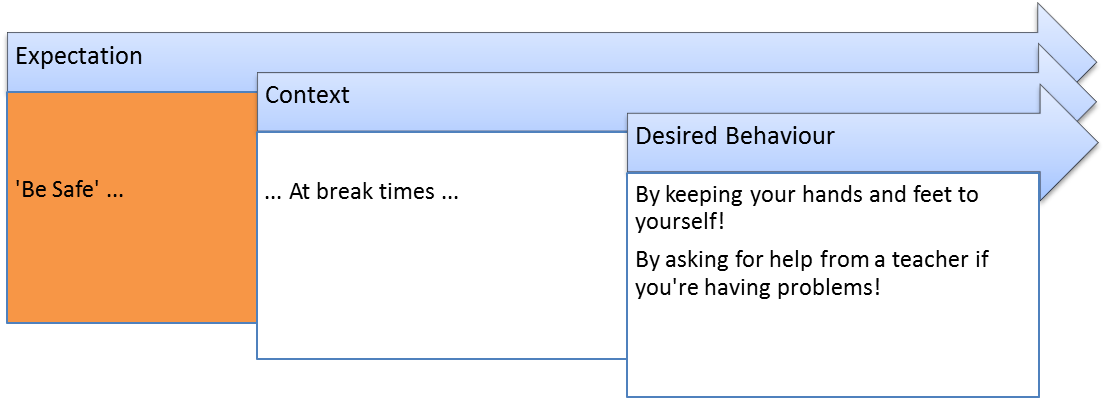 Expectation
Context
Desired Behaviour
'Be Safe' ...
... At break times ...
By keeping your hands and feet to
yourself!
By asking for help from a teacher if
you're having problems!